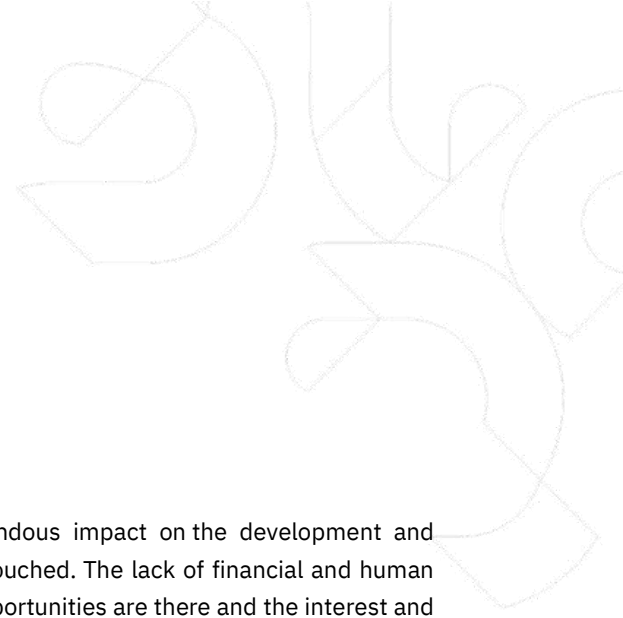 ndous impact on the development and
ouched. The lack of financial and human
portunities are there and the interest and